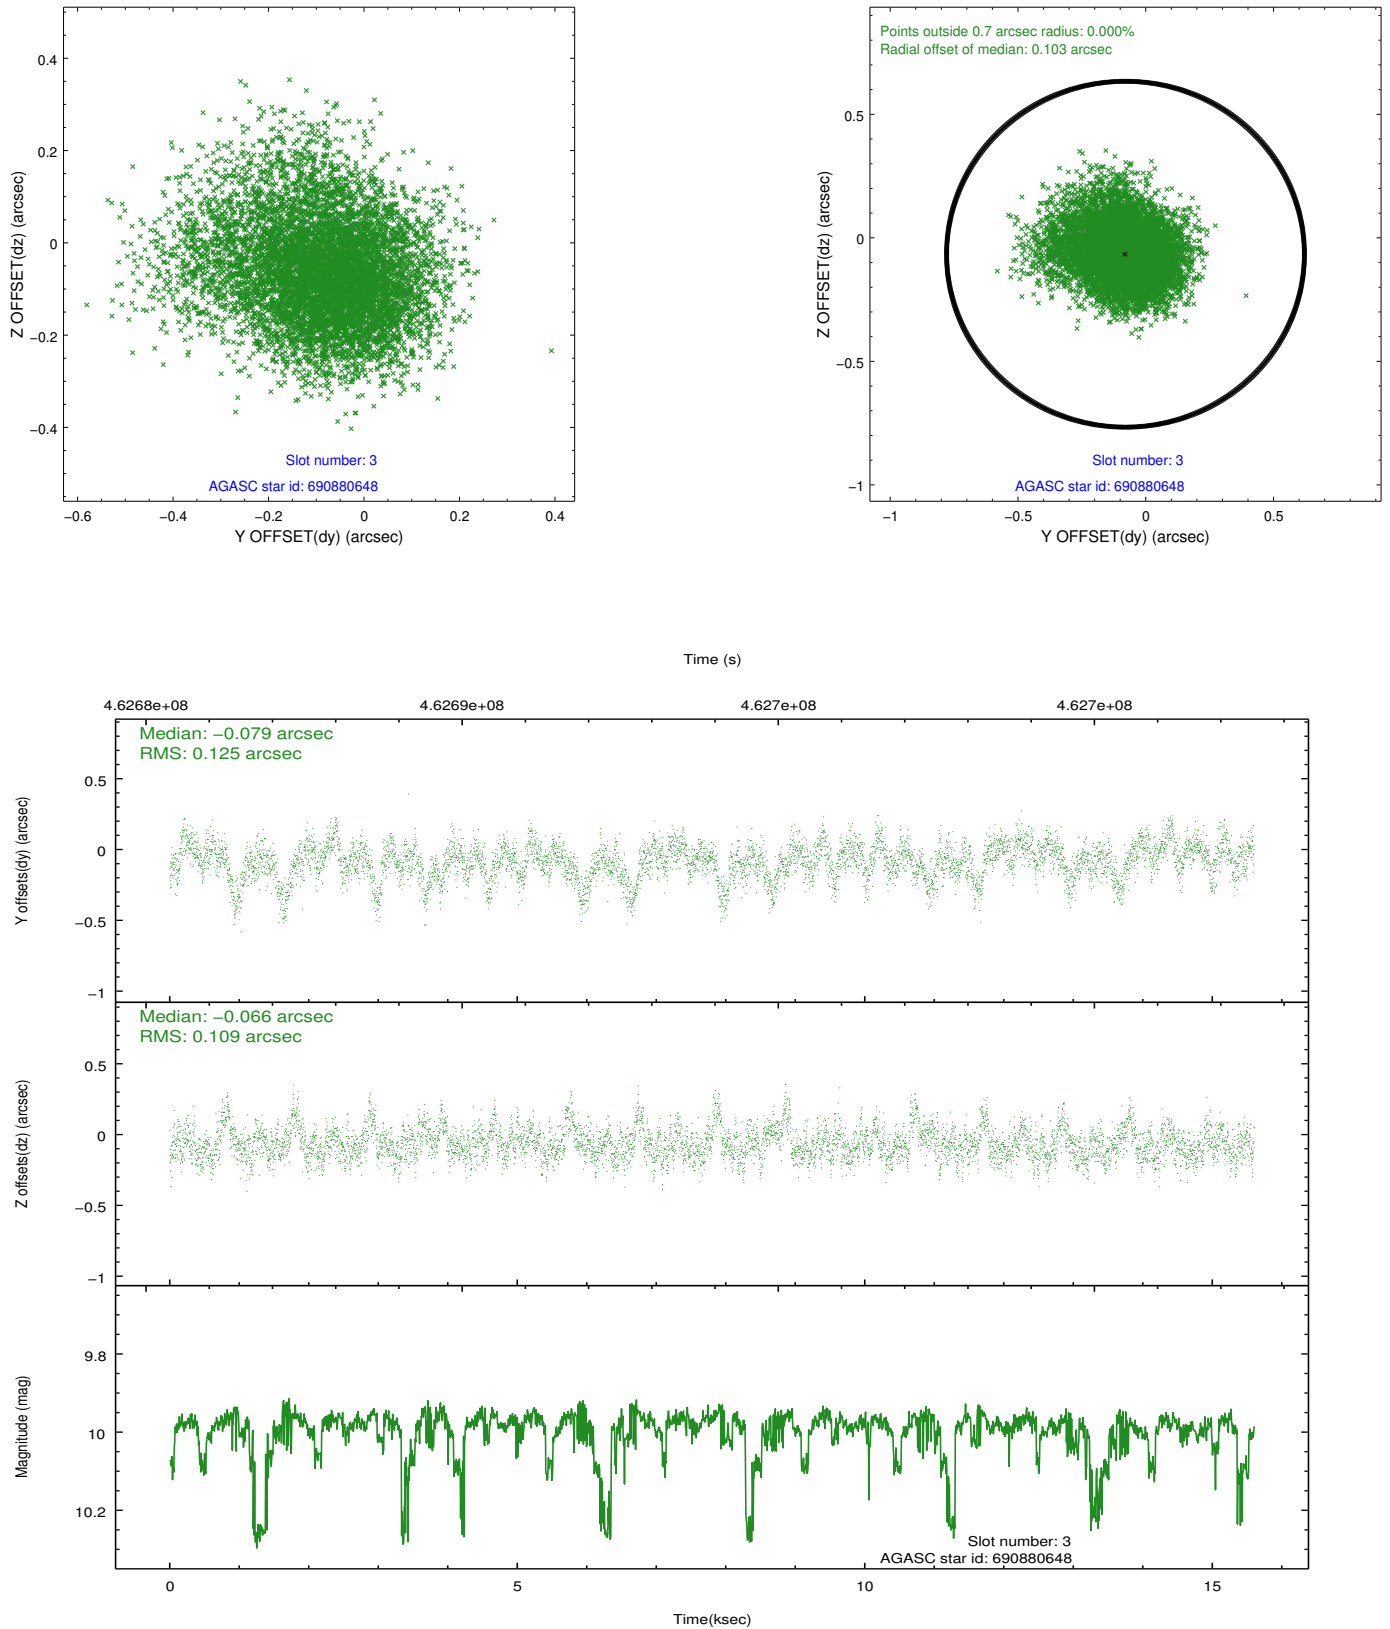 0.4
0.2
0
−0.2
−0.4
Z OFFSET(dz) (arcsec)
Slot number: 3
AGASC star id: 690880648
−0.6
−0.4
−0.2
0
0.2
0.4
Y OFFSET(dy) (arcsec)
Points outside 0.7 arcsec radius: 0.000%
Radial offset of median: 0.103 arcsec
0.5
0
−0.5
−1
Z OFFSET(dz) (arcsec)
Slot number: 3
AGASC star id: 690880648
−1
−0.5
0
0.5
Y OFFSET(dy) (arcsec)
Time (s)
4.6268e+08
4.6269e+08
4.627e+08
4.627e+08
Median: −0.079 arcsec
RMS: 0.125 arcsec
0.5
0
−0.5
−1
Y offsets(dy) (arcsec)
Median: −0.066 arcsec
RMS: 0.109 arcsec
0.5
0
−0.5
−1
Z offsets(dz) (arcsec)
9.8
10
10.2
Magnitude (mag)
Slot number: 3
AGASC star id: 690880648
0
5
10
15
Time(ksec)